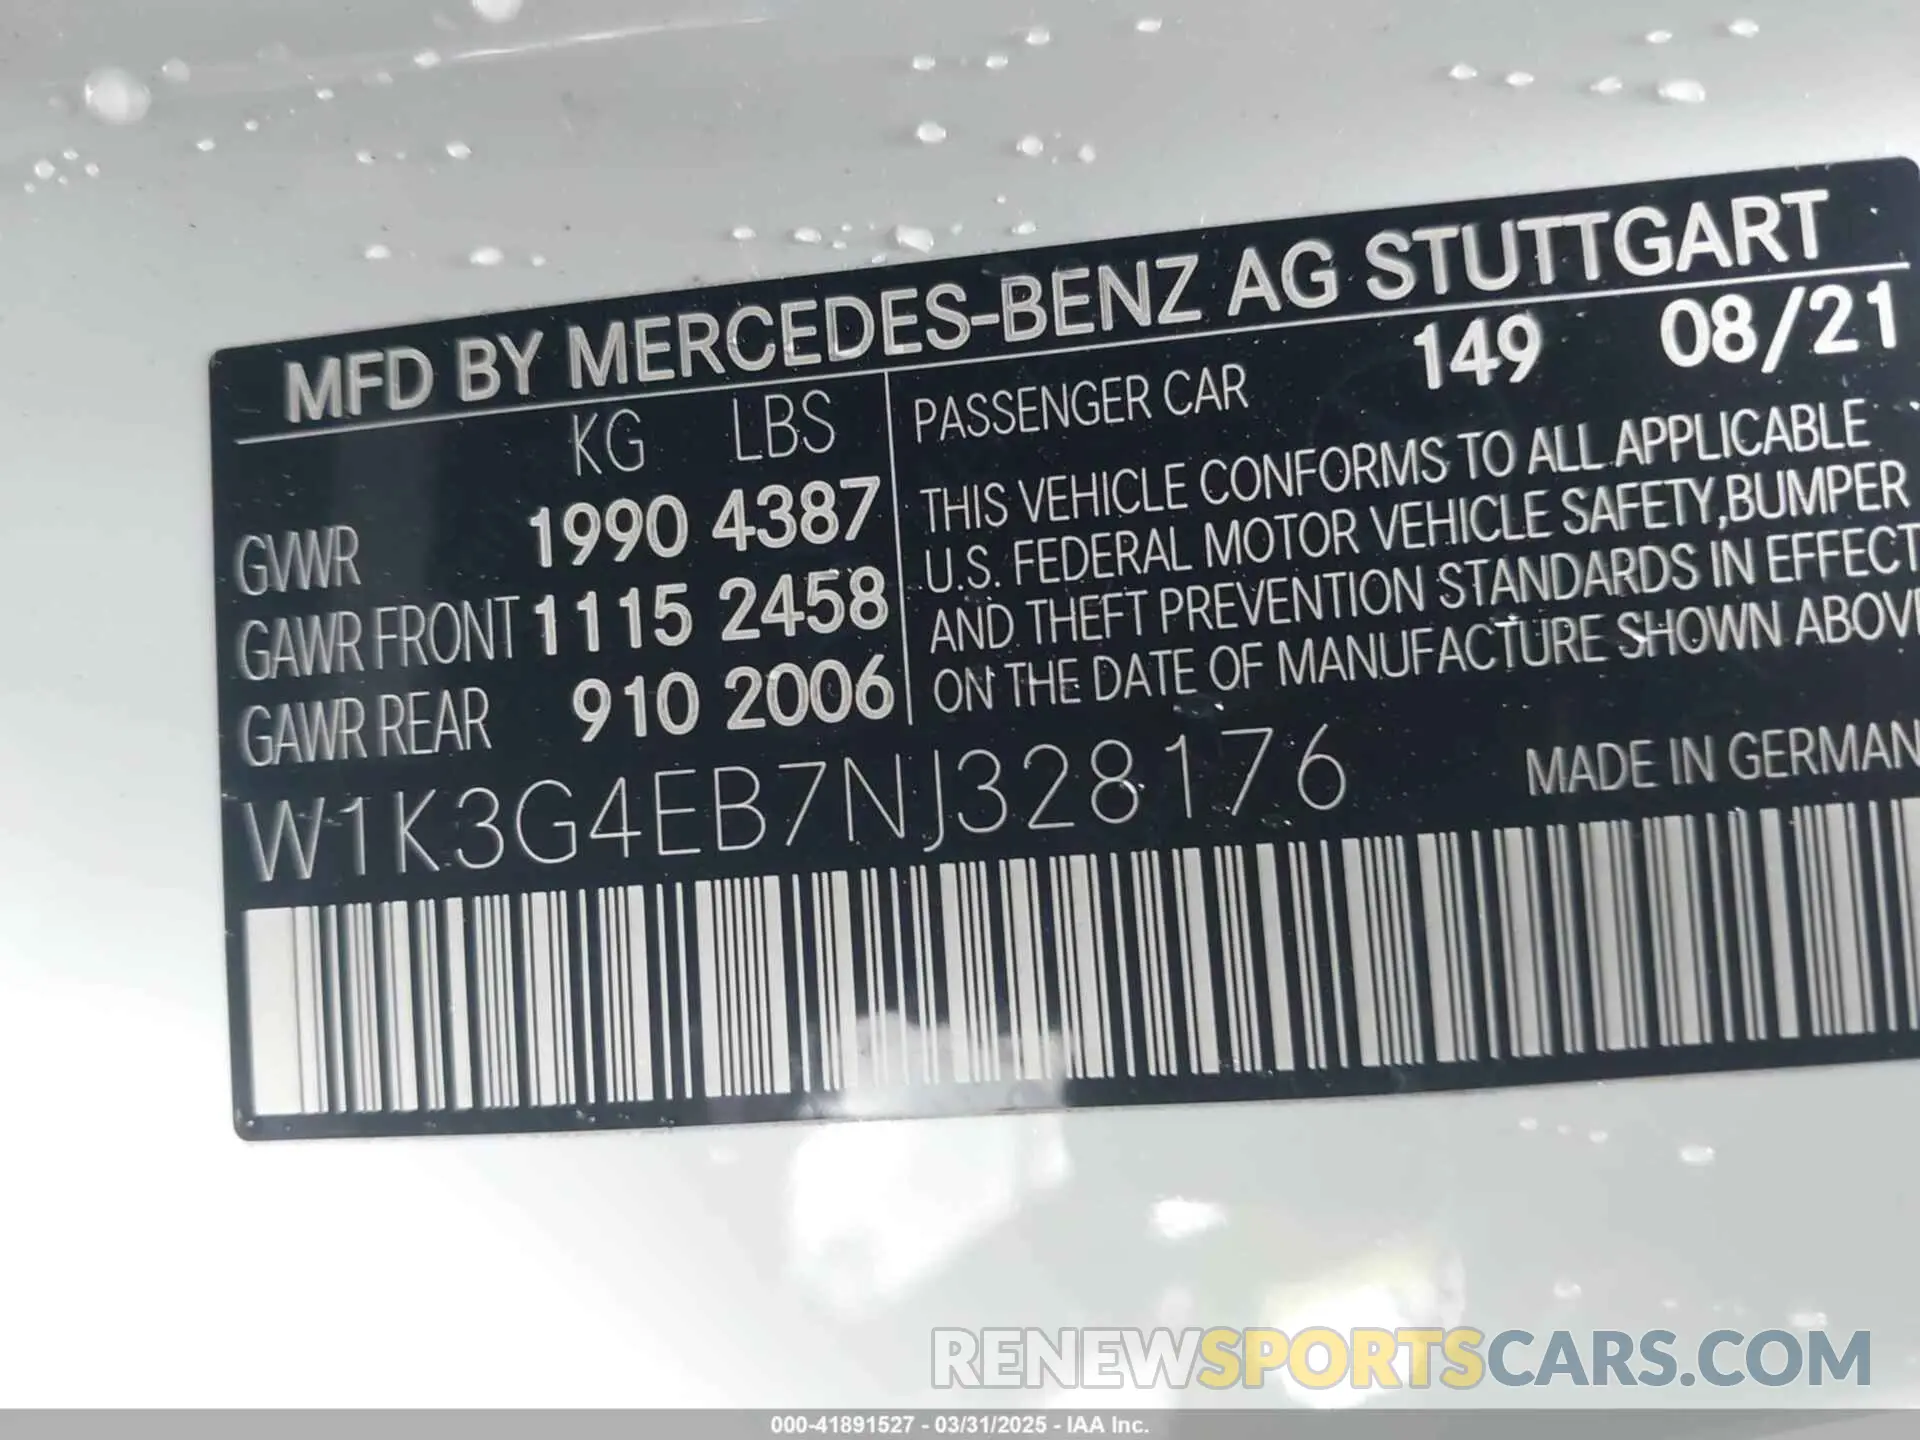 MFD BY MERCEDES-BENZ AG STUTTGART
KG LBS
GVWR 1990 4387
GAWR FRONT 1115 2458
GAWR REAR 910 2006
PASSENGER CAR 149 08/21
THIS VEHICLE CONFORMS TO ALL APPLICABLE
U.S. FEDERAL MOTOR VEHICLE SAFETY,BUMPER
AND THEFT PREVENTION STANDARDS IN EFFECT
ON THE DATE OF MANUFACTURE SHOWN ABOV
W1K3G4EB7NJ328176
MADE IN GERMAN
RENEWSPORTSCARS.COM
000-41891527 - 03/31/2025 - IAA Inc.